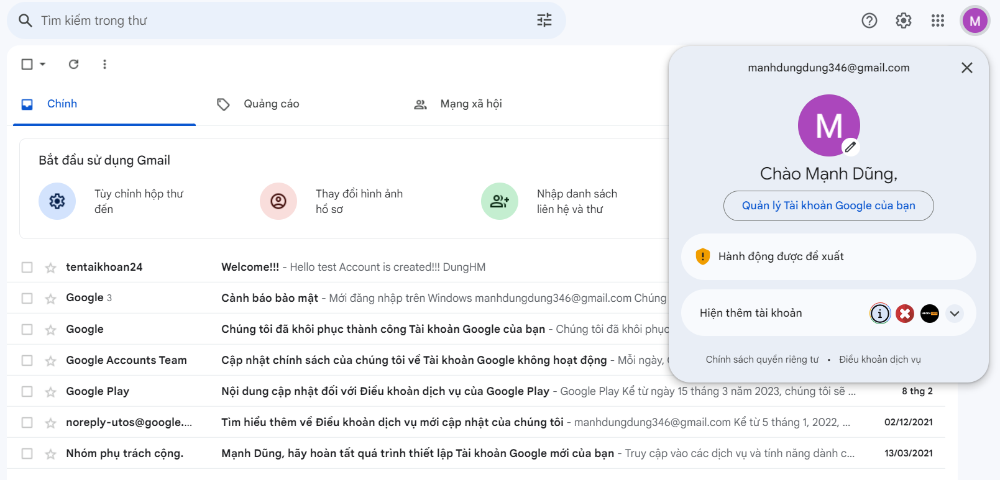 Tìm kiếm trong thư
M
manhdungdung346@gmail.com
M
Chào Mạnh Dũng,
Quản lý Tài khoản Google của bạn
Hành động được đề xuất
Hiện thêm tài khoản
Chính sách quyền riêng tư • Điều khoản dịch vụ
Chính
Quảng cáo
Mạng xã hội
Bắt đầu sử dụng Gmail
Tùy chỉnh hộp thư
đến
Thay đổi hình ảnh
hồ sơ
Nhập danh sách
liên hệ và thư
tentaikhoan24 Welcome!!! - Hello test Account is created!!! DungHM
Google 3 Cảnh báo bảo mật - Mới đăng nhập trên Windows manhdungdung346@gmail.com Chúng
Google Chúng tôi đã khôi phục thành công Tài khoản Google của bạn - Chúng tôi đã khôi phục
Google Accounts Team Cập nhật chính sách của chúng tôi về Tài khoản Google không hoạt động - Mỗi ngày,
Google Play Nội dung cập nhật đối với Điều khoản dịch vụ của Google Play - Google Play Kể từ ngày 15 tháng 3 năm 2023, chúng tôi sẽ ... 8 thg 2
noreply-utos@google.... Tìm hiểu thêm về Điều khoản dịch vụ mới cập nhật của chúng tôi - manhdungdung346@gmail.com Kể từ 5 tháng 1, 2022, ... 02/12/2021
Nhóm phụ trách cộng. Mạnh Dũng, hãy hoàn tất quá trình thiết lập Tài khoản Google mới của bạn - Truy cập vào các dịch vụ và tính năng dành c... 13/03/2021